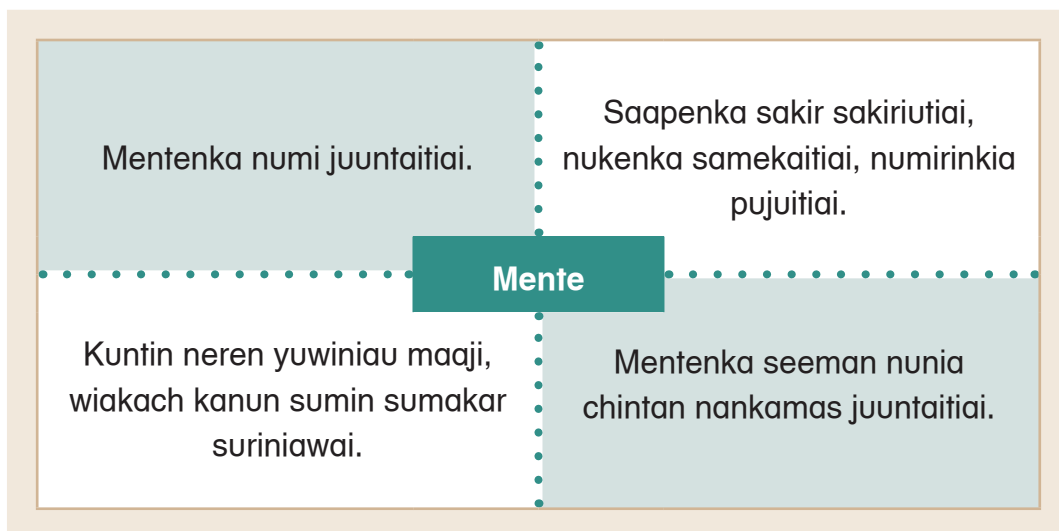 Mentenka numi juuntaitiai.
Saapenka sakir sakiriutiai,
nukenka samekaitiai, numirinkia
pujuitiai.
Mente
Kuntin neren yuwiniau maaji,
wiakach kanun sumin sumakar
suriniawai.
Mentenka seeman nunia
chintan nankamas juuntaitiai.